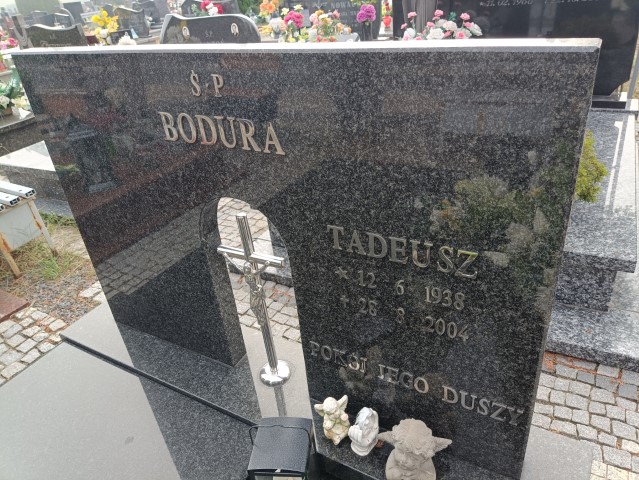 Ś P
BODURA
TADEUSZ
* 12 6 1938
+ 28 8 2004
POKÓJ JEGO DUSZY